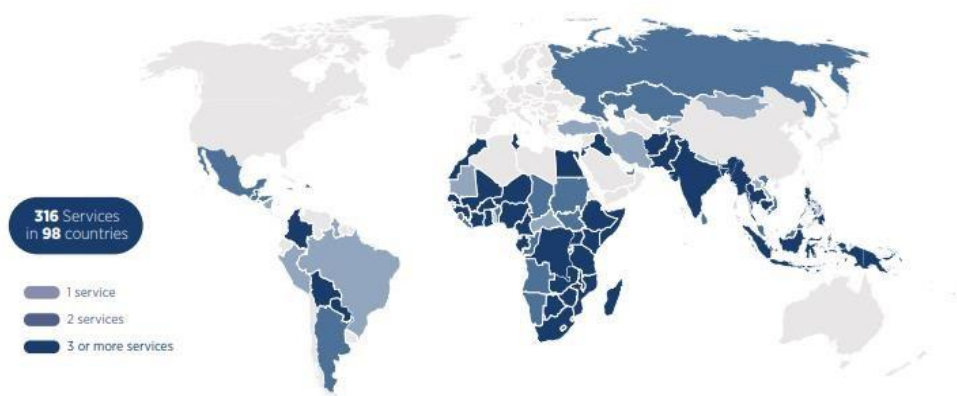 316 Services
in 98 countries
1 service
2 services
3 or more services